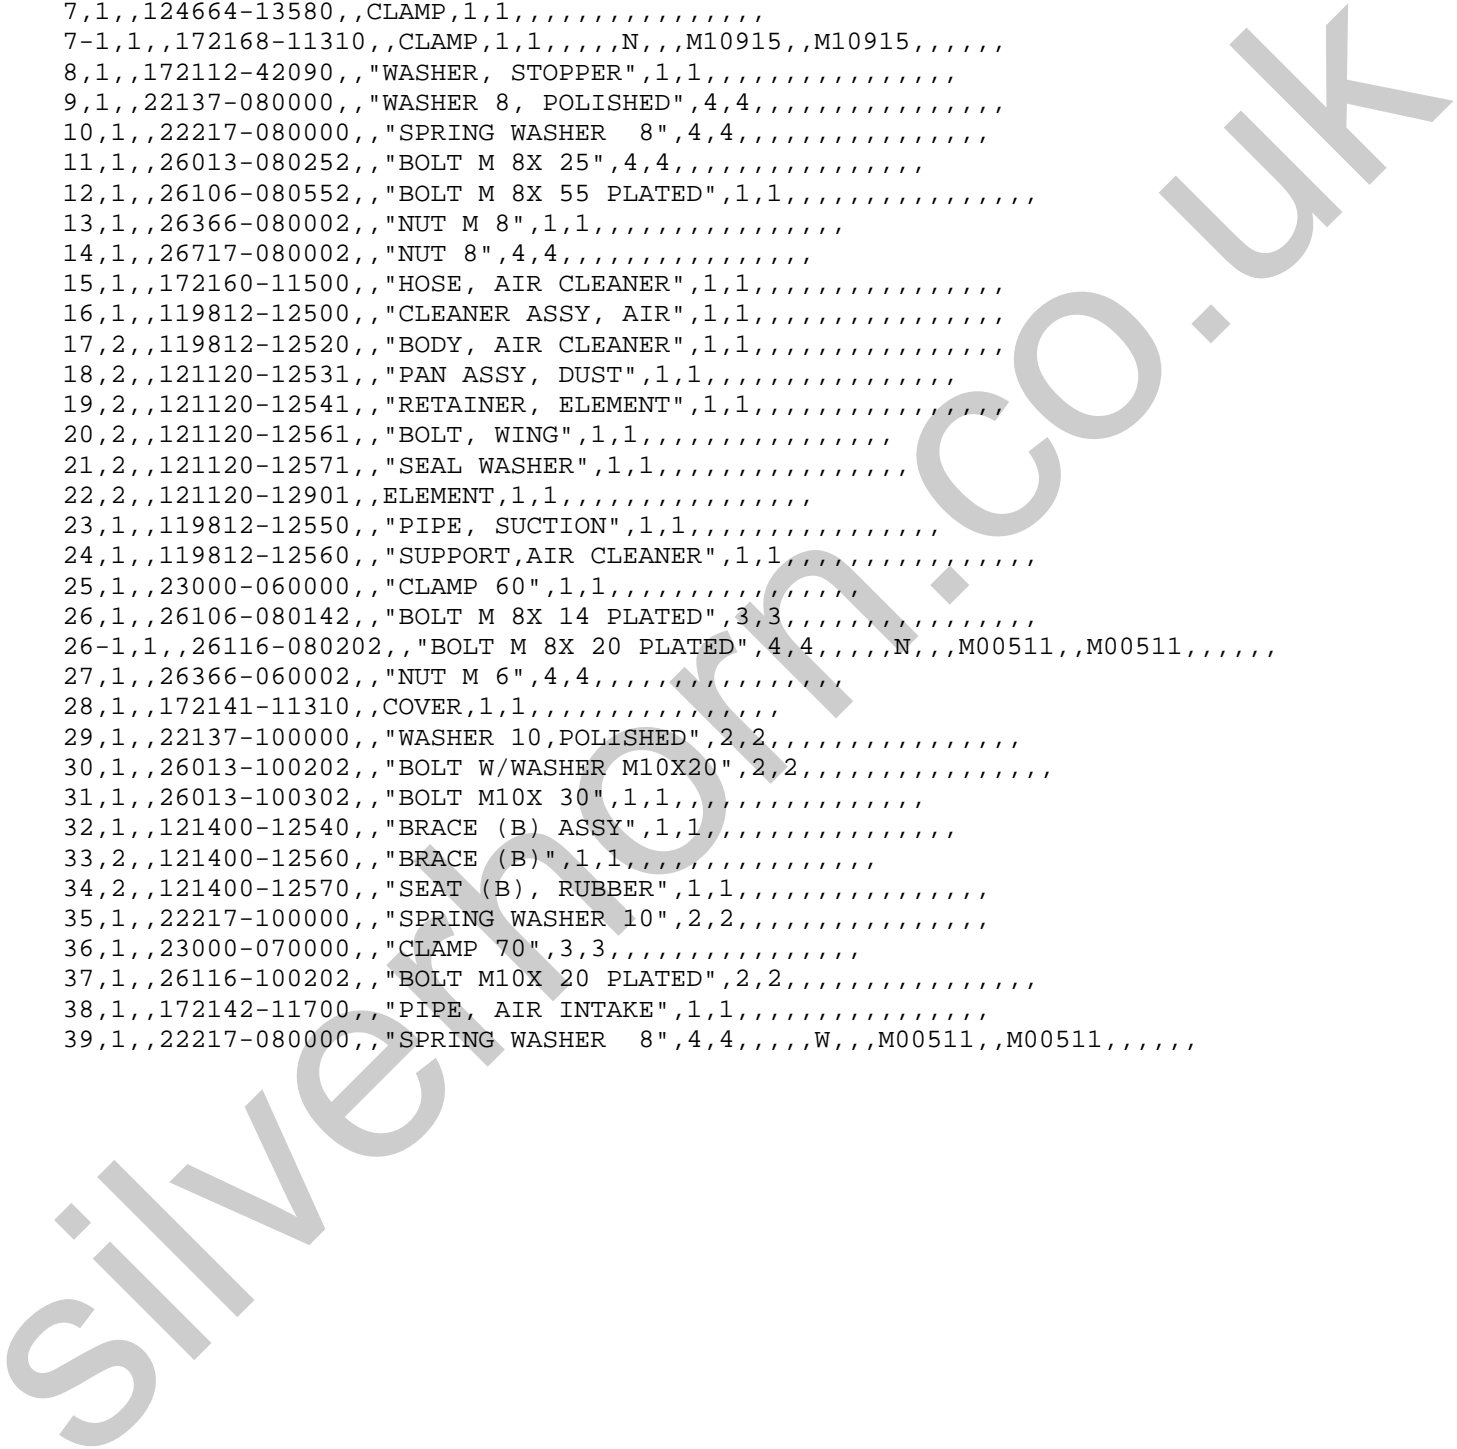 7,1,,124664-13580,,CLAMP,1,1,,,,,,,,,,,,,,,,
7-1,1,,172168-11310,,CLAMP,1,1,,,,,N,,,M10915,,M10915,,,,,,
8,1,,172112-42090,,"WASHER, STOPPER",1,1,,,,,,,,,,,,,,,,
9,1,,22137-080000,,"WASHER 8, POLISHED",4,4,,,,,,,,,,,,,,,,
10,1,,22217-080000,,"SPRING WASHER  8",4,4,,,,,,,,,,,,,,,,
11,1,,26013-080252,,"BOLT M 8X 25",4,4,,,,,,,,,,,,,,,,
12,1,,26106-080552,,"BOLT M 8X 55 PLATED",1,1,,,,,,,,,,,,,,,,
13,1,,26366-080002,,"NUT M 8",1,1,,,,,,,,,,,,,,,,
14,1,,26717-080002,,"NUT 8",4,4,,,,,,,,,,,,,,,,
15,1,,172160-11500,,"HOSE, AIR CLEANER",1,1,,,,,,,,,,,,,,,,
16,1,,119812-12500,,"CLEANER ASSY, AIR",1,1,,,,,,,,,,,,,,,,
17,2,,119812-12520,,"BODY, AIR CLEANER",1,1,,,,,,,,,,,,,,,,
18,2,,121120-12531,,"PAN ASSY, DUST",1,1,,,,,,,,,,,,,,,,
19,2,,121120-12541,,"RETAINER, ELEMENT",1,1,,,,,,,,,,,,,,,,
20,2,,121120-12561,,"BOLT, WING",1,1,,,,,,,,,,,,,,,,
21,2,,121120-12571,,"SEAL WASHER",1,1,,,,,,,,,,,,,,,,
22,2,,121120-12901,,ELEMENT,1,1,,,,,,,,,,,,,,,,
23,1,,119812-12550,,"PIPE, SUCTION",1,1,,,,,,,,,,,,,,,,
24,1,,119812-12560,,"SUPPORT,AIR CLEANER",1,1,,,,,,,,,,,,,,,,
25,1,,23000-060000,,"CLAMP 60",1,1,,,,,,,,,,,,,,,,
26,1,,26106-080142,,"BOLT M 8X 14 PLATED",3,3,,,,,,,,,,,,,,,,
26-1,1,,26116-080202,,"BOLT M 8X 20 PLATED",4,4,,,,,N,,,M00511,,M00511,,,,,,
27,1,,26366-060002,,"NUT M 6",4,4,,,,,,,,,,,,,,,,
28,1,,172141-11310,,COVER,1,1,,,,,,,,,,,,,,,,
29,1,,22137-100000,,"WASHER 10,POLISHED",2,2,,,,,,,,,,,,,,,,
30,1,,26013-100202,,"BOLT W/WASHER M10X20",2,2,,,,,,,,,,,,,,,,
31,1,,26013-100302,,"BOLT M10X 30",1,1,,,,,,,,,,,,,,,,
32,1,,121400-12540,,"BRACE (B) ASSY",1,1,,,,,,,,,,,,,,,,
33,2,,121400-12560,,"BRACE (B)",1,1,,,,,,,,,,,,,,,,
34,2,,121400-12570,,"SEAT (B), RUBBER",1,1,,,,,,,,,,,,,,,,
35,1,,22217-100000,,"SPRING WASHER 10",2,2,,,,,,,,,,,,,,,,
36,1,,23000-070000,,"CLAMP 70",3,3,,,,,,,,,,,,,,,,
37,1,,26116-100202,,"BOLT M10X 20 PLATED",2,2,,,,,,,,,,,,,,,,
38,1,,172142-11700,,"PIPE, AIR INTAKE",1,1,,,,,,,,,,,,,,,,
39,1,,22217-080000,,"SPRING WASHER  8",4,4,,,,,W,,,M00511,,M00511,,,,,,
silverhorn.co.uk